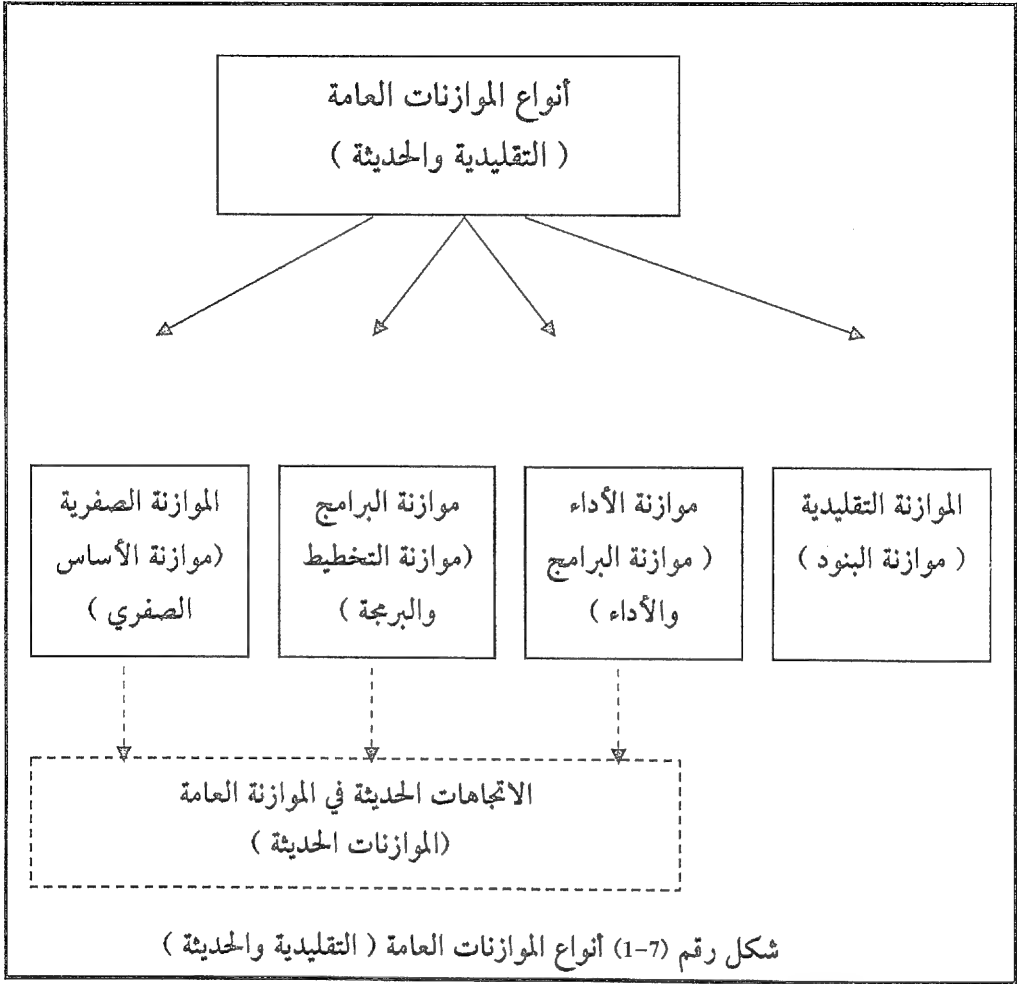 أنواع الموازنات العامة
( التقليدية والحديثة )
الموازنة التقليدية
( موازنة البنود )
موازنة الأداء
( موازنة البرامج
والأداء )
موازنة البرامج
(موازنة التخطيط
والبرمجة )
الموازنة الصفرية
(موازنة الأساس
الصفري )
الاتجاهات الحديثة في الموازنة العامة
(الموازنات الحديثة )
شكل رقم (7-1) أنواع الموازنات العامة ( التقليدية والحديثة )